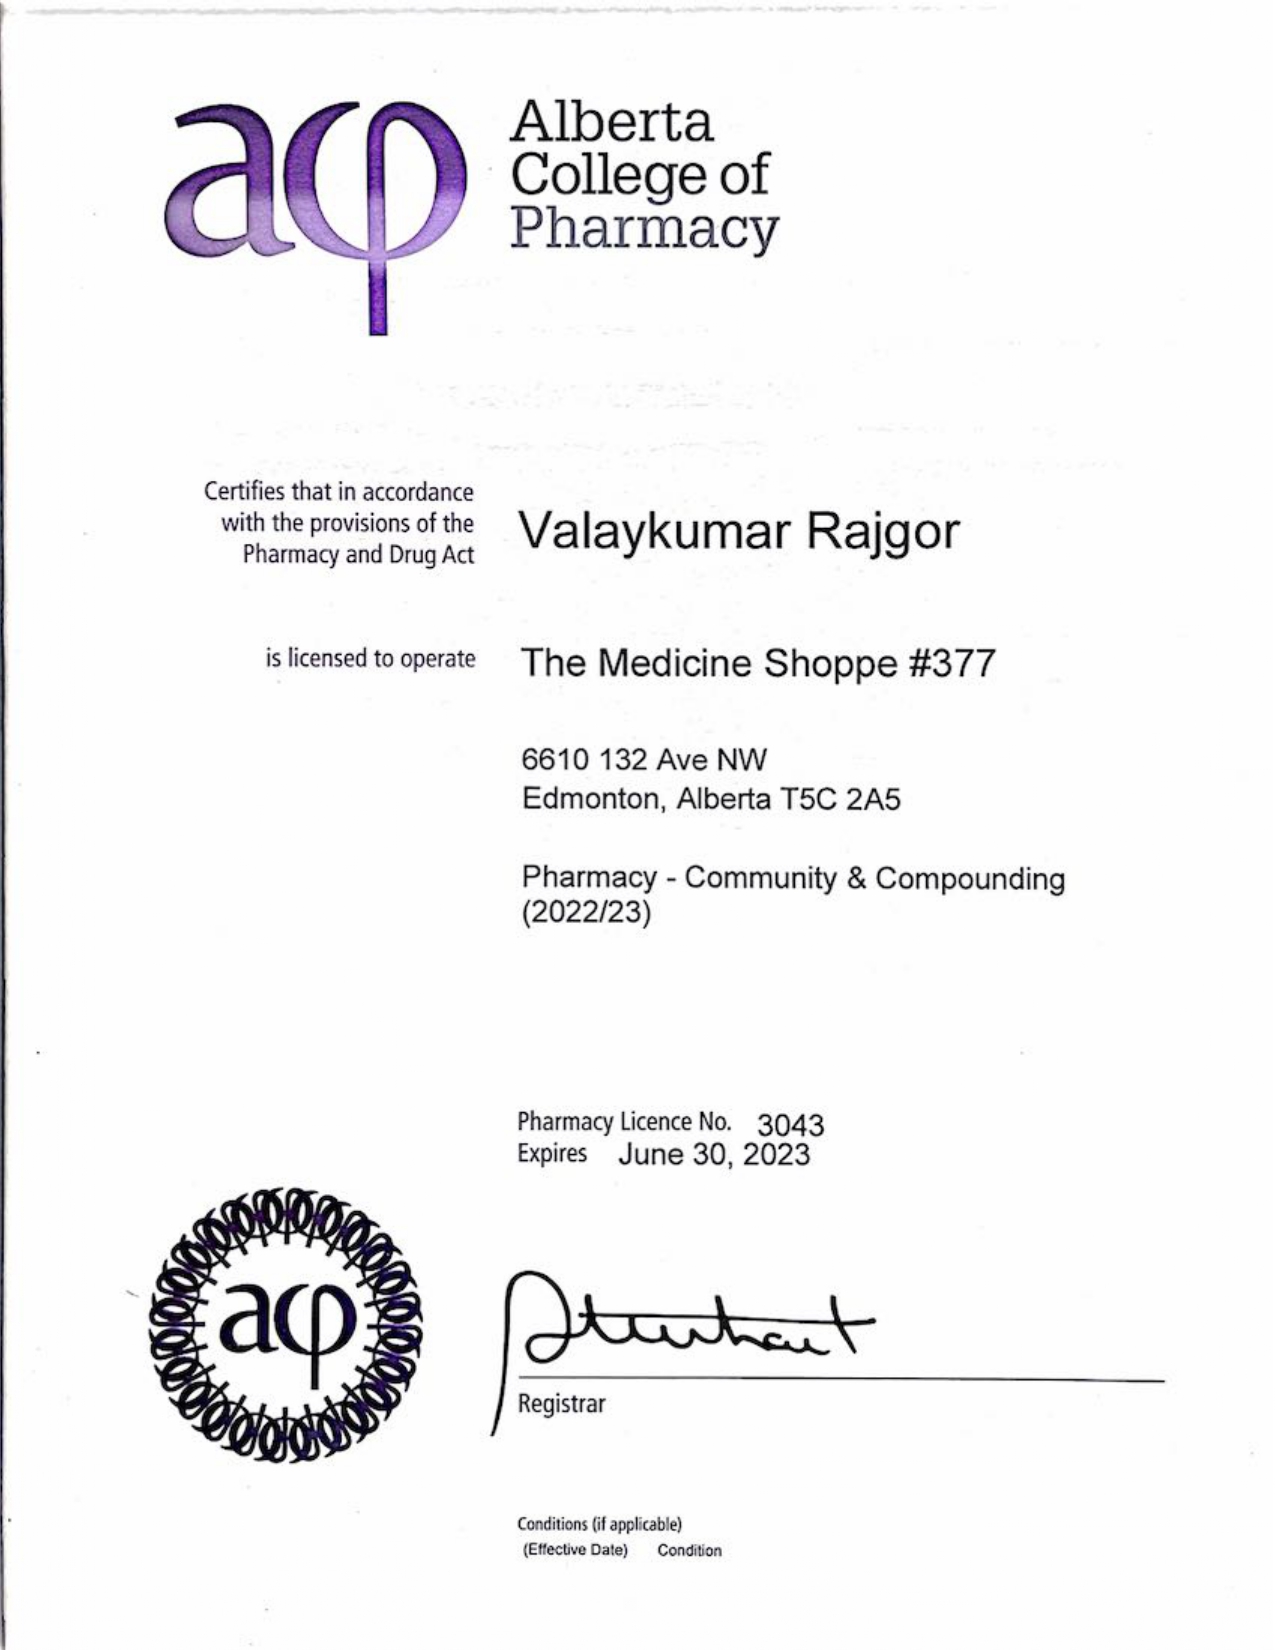 acp
Alberta
College of
Pharmacy
Certifies that in accordance
with the provisions of the
Pharmacy and Drug Act
Valaykumar Rajgor
is licensed to operate
The Medicine Shoppe #377
6610 132 Ave NW
Edmonton, Alberta T5C 2A5
Pharmacy - Community & Compounding
(2022/23)
Pharmacy Licence No. 3043
Expires June 30, 2023
acp
Registrar
Conditions (if applicable)
(Effective Date) Condition